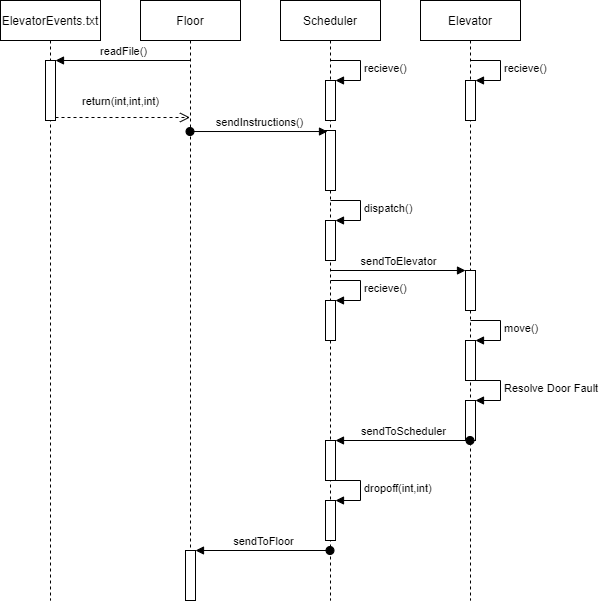 ElevatorEvents.txt
Floor
Scheduler
Elevator
readFile()
recieve()
recieve()
return(int,int,int)
sendInstructions()
dispatch()
sendToElevator
recieve()
move()
Resolve Door Fault
sendToScheduler
dropoff(int,int)
sendToFloor